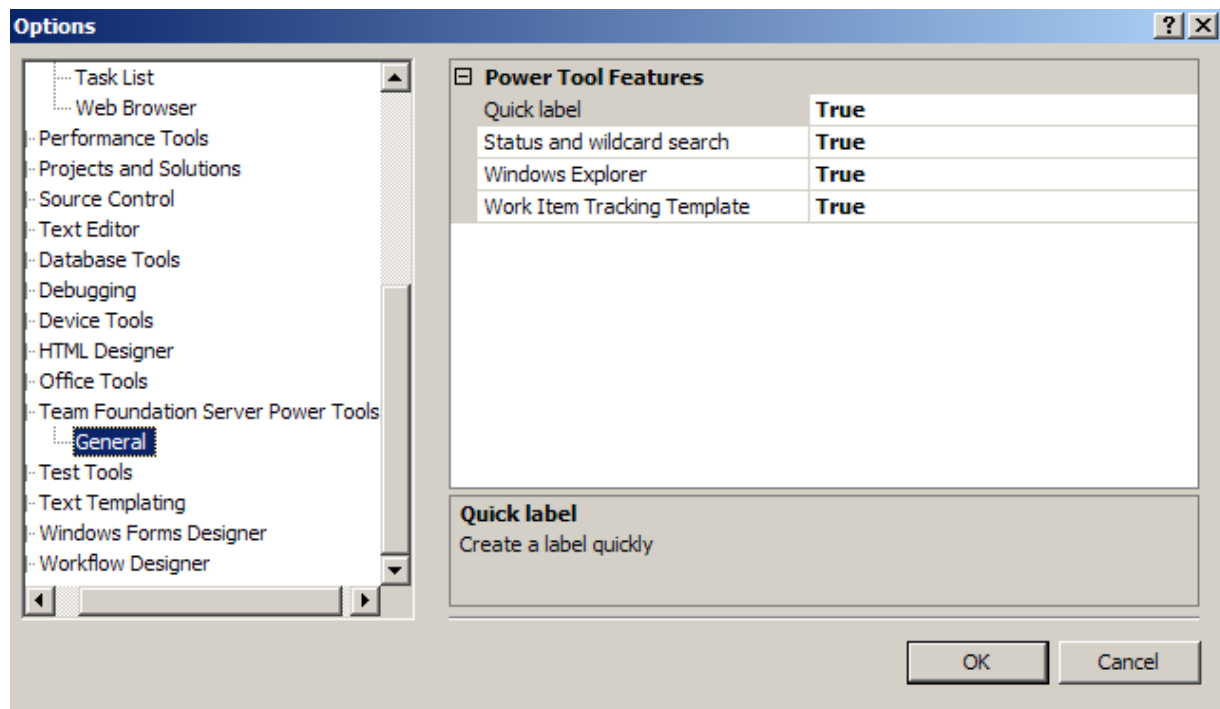 Options
Task List
Web Browser
Performance Tools
Projects and Solutions
Source Control
Text Editor
Database Tools
Debugging
Device Tools
HTML Designer
Office Tools
Team Foundation Server Power Tools
General
Test Tools
Text Templating
Windows Forms Designer
Workflow Designer
Power Tool Features
Quick label True
Status and wildcard search True
Windows Explorer True
Work Item Tracking Template True
Quick label
Create a label quickly
OK Cancel